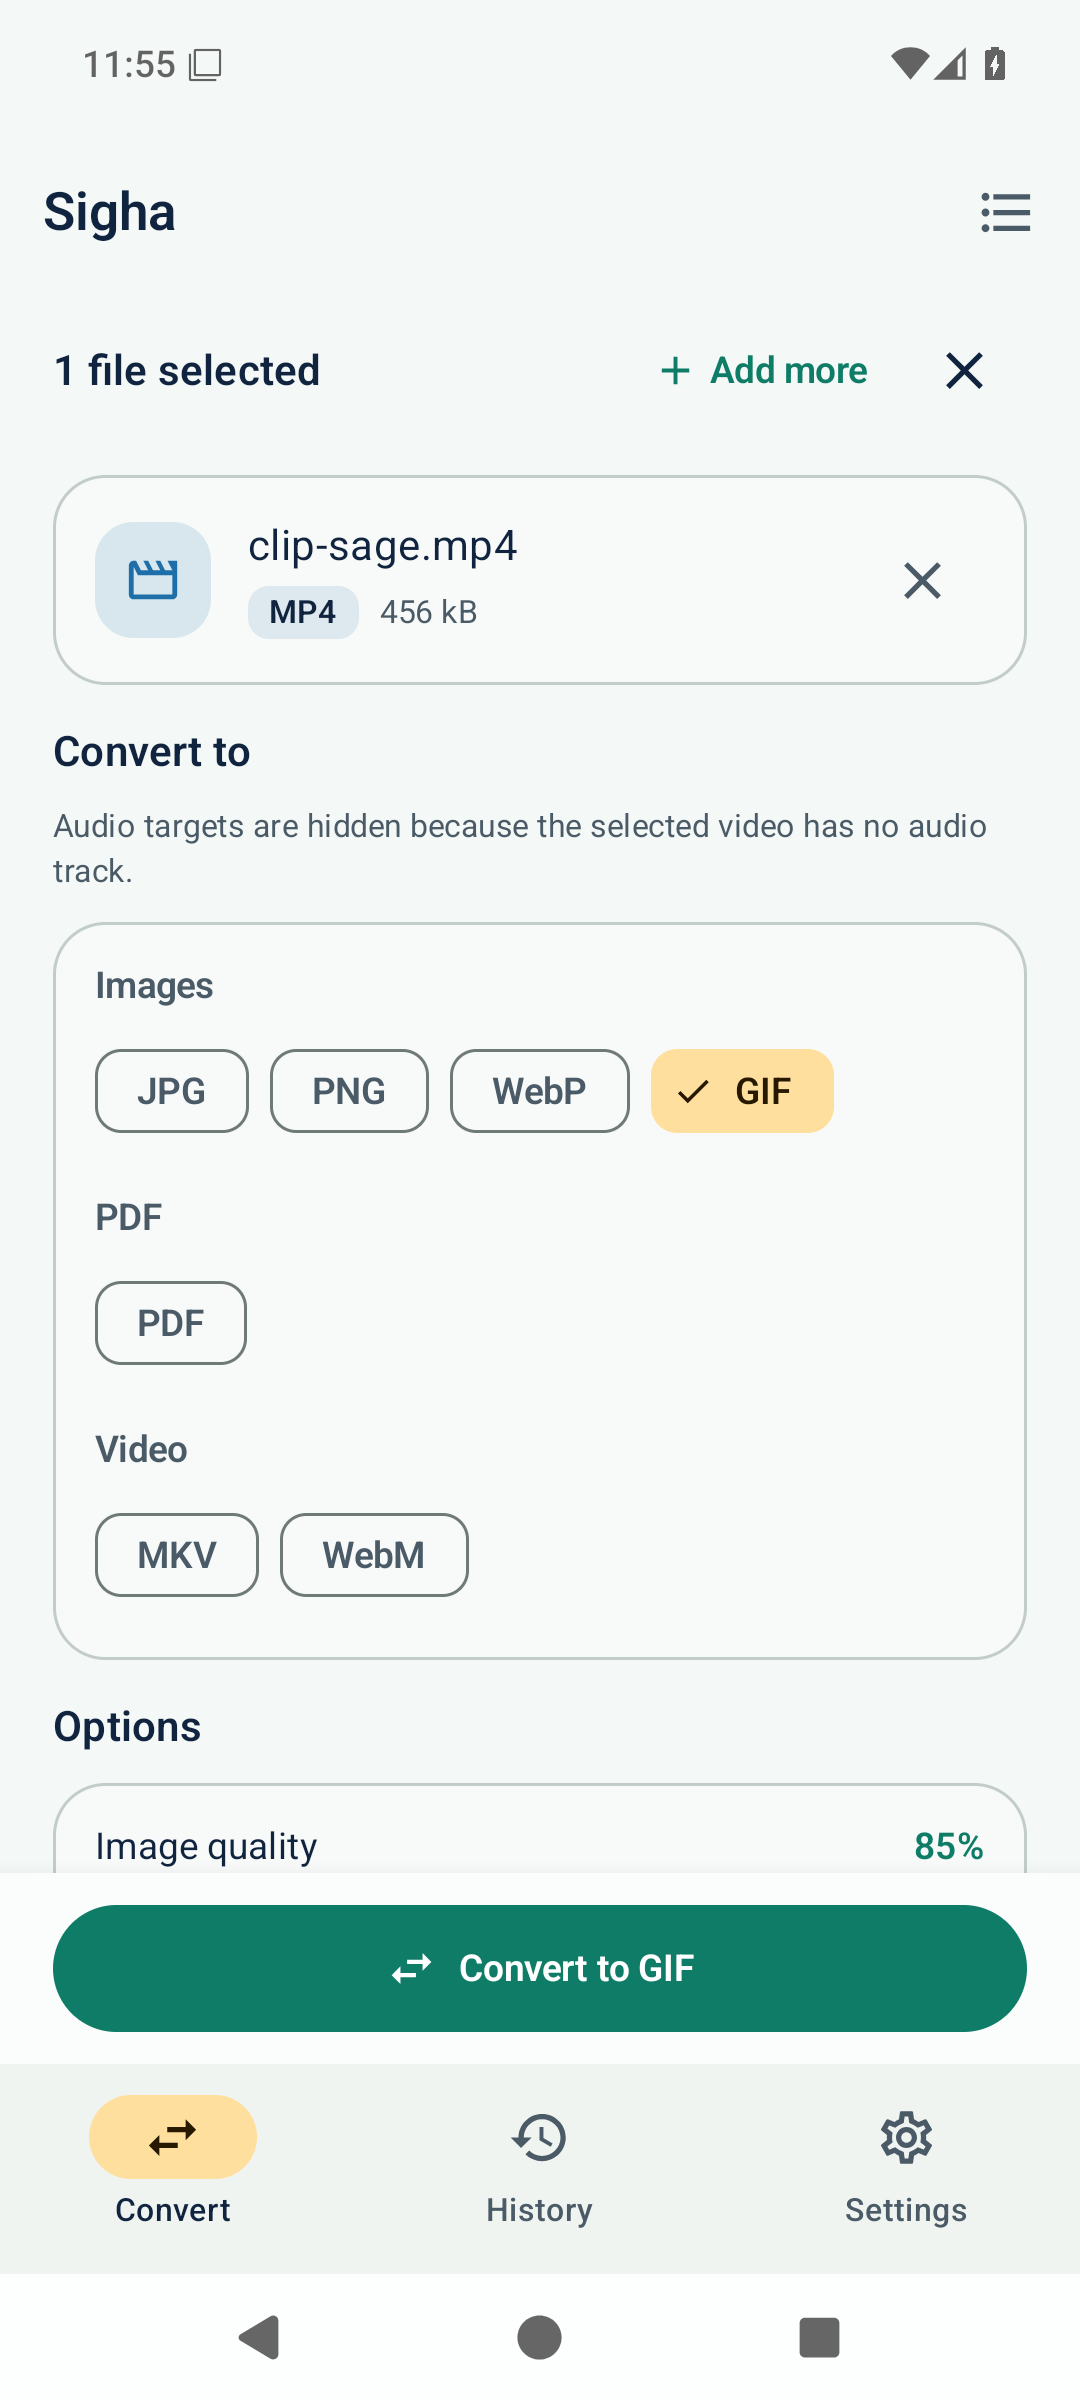 11:55
Sigha
1 file selected
Add more
clip-sage.mp4
MP4 456 kB
Convert to
Audio targets are hidden because the selected video has no audio
track.
Images
JPG PNG WebP GIF
PDF
PDF
Video
MKV WebM
Options
Image quality 85%
Convert to GIF
Convert History Settings